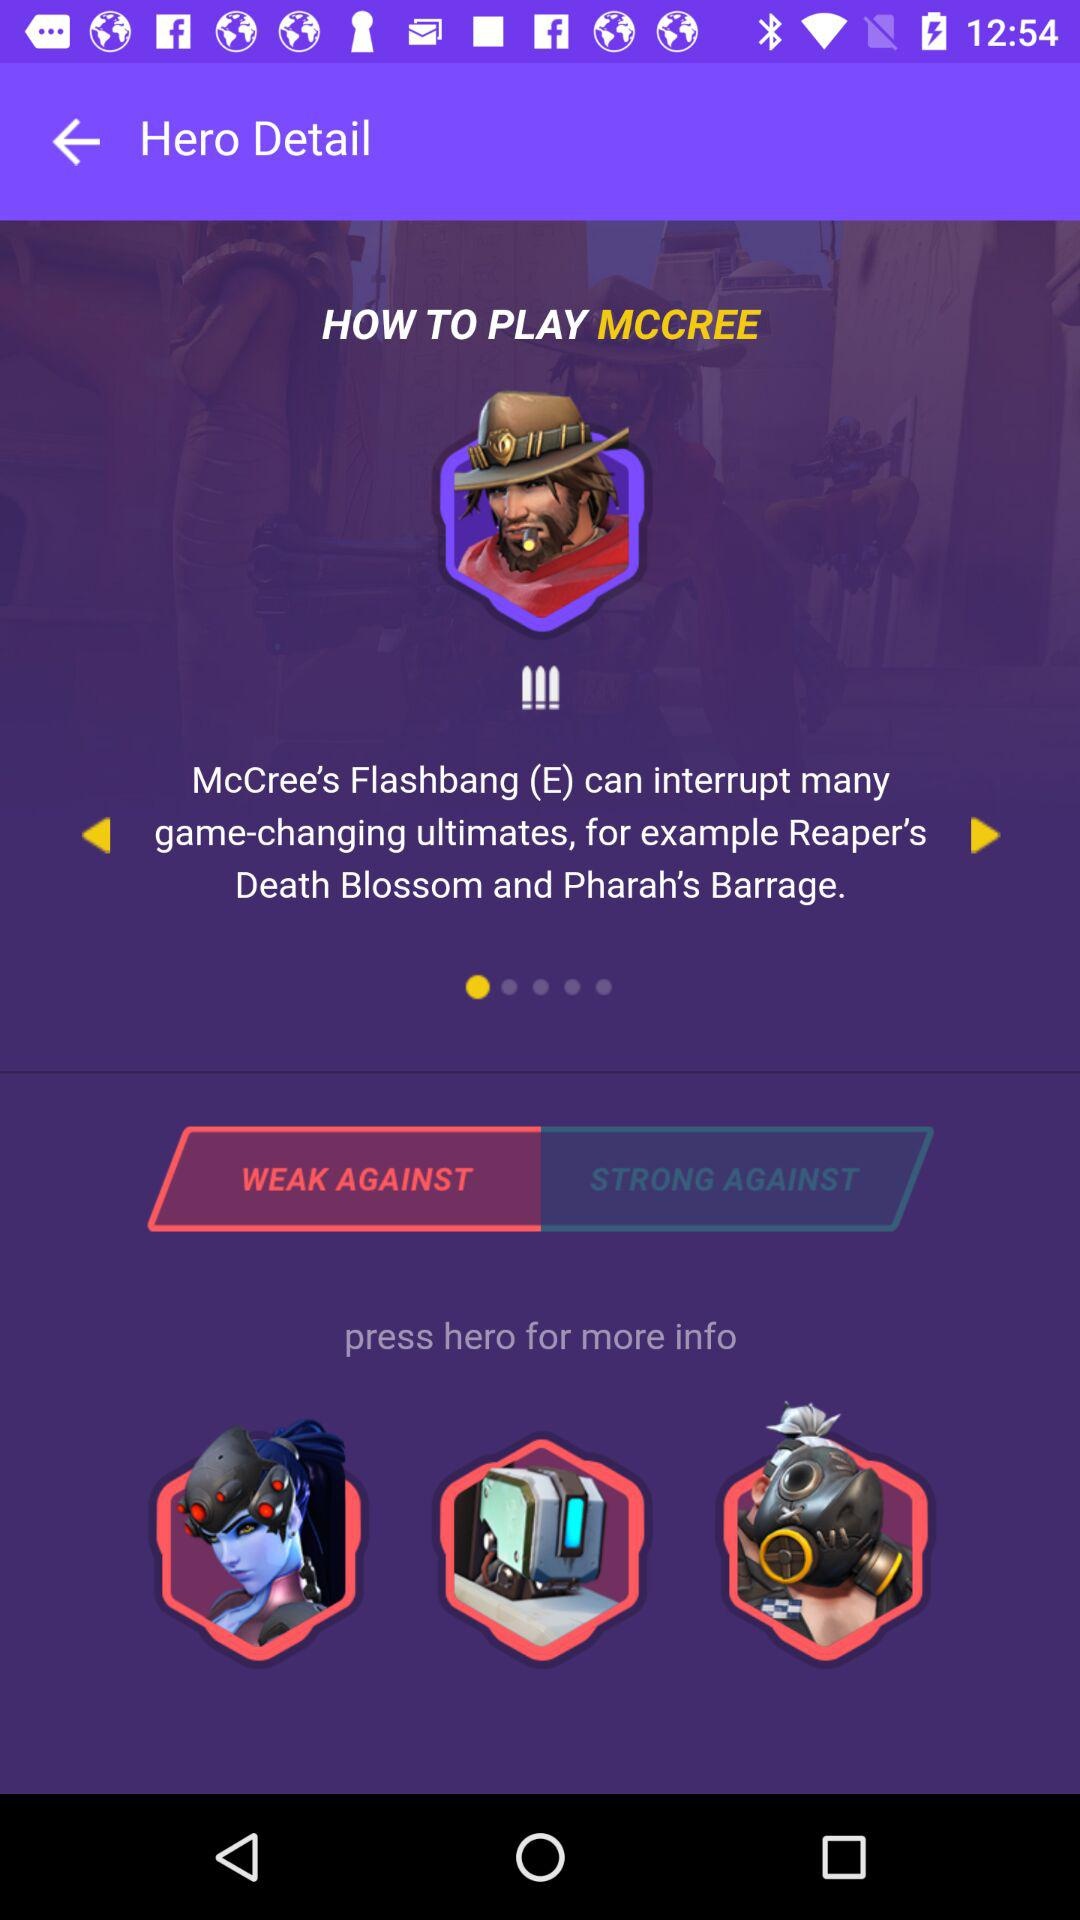 12:54
Hero Detail
HOW TO PLAY MCCREE
McCree’s Flashbang (E) can interrupt many
game-changing ultimates, for example Reaper’s
Death Blossom and Pharah’s Barrage.
WEAK AGAINST STRONG AGAINST
press hero for more info